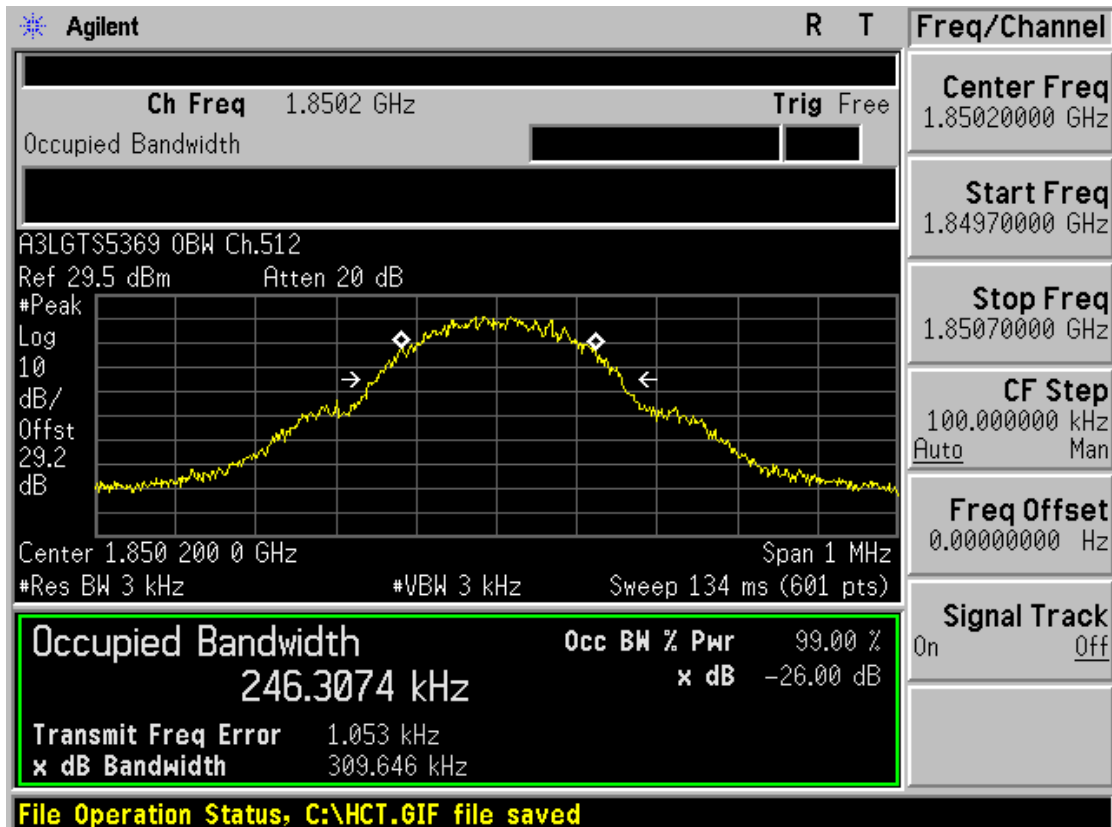 Agilent R T
Ch Freq 1.8502 GHz Trig Free
Occupied Bandwidth
A3LGTS5369 OBW Ch.512
Ref 29.5 dBm Atten 20 dB
#Peak
Log
10
dB/
Offst
29.2
dB
Center 1.850 200 0 GHz Span 1 MHz
#Res BW 3 kHz #VBW 3 kHz Sweep 134 ms (601 pts)
Occupied Bandwidth
246.3074 kHz
Occ BW % Pwr 99.00 %
x dB -26.00 dB
Transmit Freq Error 1.053 kHz
x dB Bandwidth 309.646 kHz
File Operation Status, C:\HCT.GIF file saved
Freq/Channel
Center Freq
1.85020000 GHz
Start Freq
1.84970000 GHz
Stop Freq
1.85070000 GHz
CF Step
100.000000 kHz
Auto Man
Freq Offset
0.00000000 Hz
Signal Track
On Off